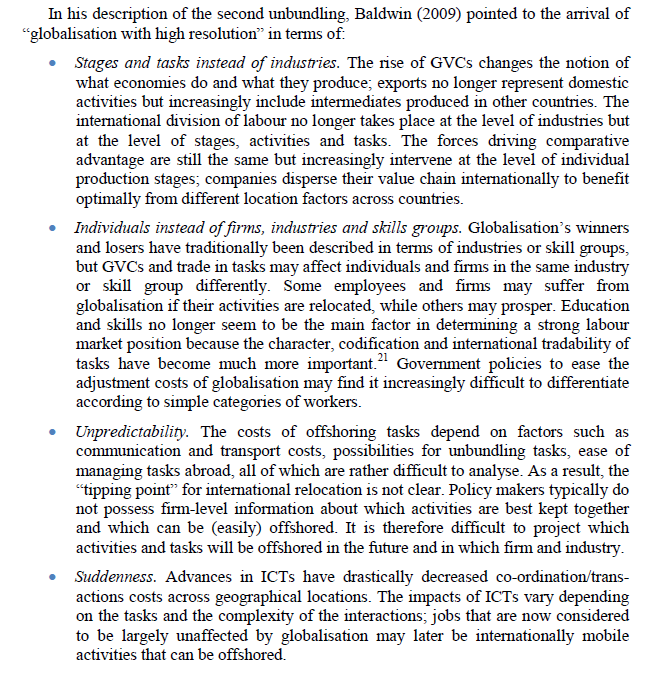 In his description of the second unbundling, Baldwin (2009) pointed to the arrival of
“globalisation with high resolution” in terms of:
• Stages and tasks instead of industries. The rise of GVCs changes the notion of
what economies do and what they produce; exports no longer represent domestic
activities but increasingly include intermediates produced in other countries. The
international division of labour no longer takes place at the level of industries but
at the level of stages, activities and tasks. The forces driving comparative
advantage are still the same but increasingly intervene at the level of individual
production stages; companies disperse their value chain internationally to benefit
optimally from different location factors across countries.
• Individuals instead of firms, industries and skills groups. Globalisation’s winners
and losers have traditionally been described in terms of industries or skill groups,
but GVCs and trade in tasks may affect individuals and firms in the same industry
or skill group differently. Some employees and firms may suffer from
globalisation if their activities are relocated, while others may prosper. Education
and skills no longer seem to be the main factor in determining a strong labour
market position because the character, codification and international tradability of
tasks have become much more important.21 Government policies to ease the
adjustment costs of globalisation may find it increasingly difficult to differentiate
according to simple categories of workers.
• Unpredictability. The costs of offshoring tasks depend on factors such as
communication and transport costs, possibilities for unbundling tasks, ease of
managing tasks abroad, all of which are rather difficult to analyse. As a result, the
“tipping point” for international relocation is not clear. Policy makers typically do
not possess firm-level information about which activities are best kept together
and which can be (easily) offshored. It is therefore difficult to project which
activities and tasks will be offshored in the future and in which firm and industry.
• Suddenness. Advances in ICTs have drastically decreased co-ordination/trans-
actions costs across geographical locations. The impacts of ICTs vary depending
on the tasks and the complexity of the interactions; jobs that are now considered
to be largely unaffected by globalisation may later be internationally mobile
activities that can be offshored.